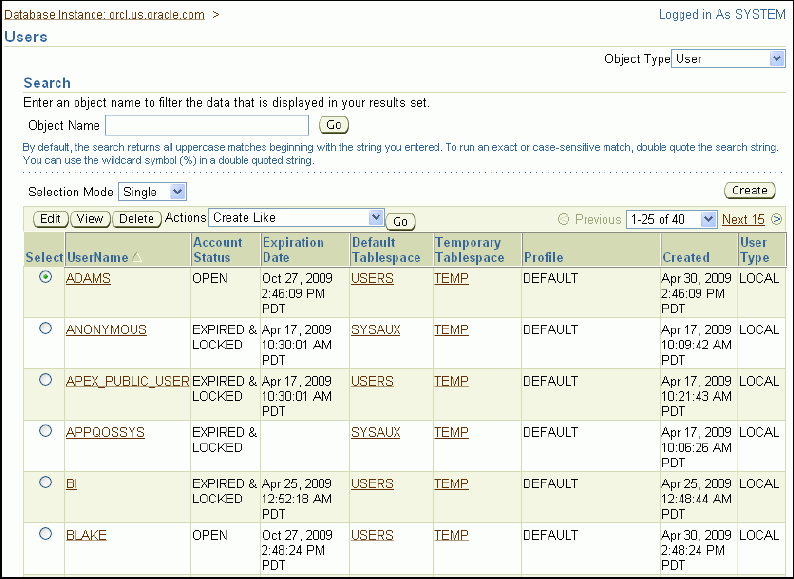 Database Instance: orcl.us.oracle.com >
Logged in As SYSTEM
Users
Object Type User
Search
Enter an object name to filter the data that is displayed in your results set.
Object Name Go
By default, the search returns all uppercase matches beginning with the string you entered. To run an exact or case-sensitive match, double quote the search string.
You can use the wildcard symbol (%) in a double quoted string.
Selection Mode Single
Create
Edit View Delete Actions Create Like Go Previous 1-25 of 40 Next 15
Account Expiration Default Temporary User
Select UserName Status Date Tablespace Tablespace Profile Created Type
ADAMS OPEN Oct 27, 2009 USERS TEMP DEFAULT Apr 30, 2009 LOCAL
2:46:09 PM 2:46:09 PM
PDT PDT
ANONYMOUS EXPIRED & Apr 17, 2009 SYSAUX TEMP DEFAULT Apr 17, 2009 LOCAL
LOCKED 10:30:01 AM 10:09:42 AM
PDT PDT
APEX_PUBLIC_USER EXPIRED & Apr 17, 2009 USERS TEMP DEFAULT Apr 17, 2009 LOCAL
LOCKED 10:30:01 AM 10:21:43 AM
PDT PDT
APPQOSSYS EXPIRED & SYSAUX TEMP DEFAULT Apr 17, 2009 LOCAL
LOCKED 10:06:26 AM
PDT
BI EXPIRED & Apr 25, 2009 USERS TEMP DEFAULT Apr 25, 2009 LOCAL
LOCKED 12:52:18 AM 12:48:44 AM
PDT PDT
BLAKE OPEN Oct 27, 2009 USERS TEMP DEFAULT Apr 30, 2009 LOCAL
2:48:24 PM 2:48:24 PM
PDT PDT